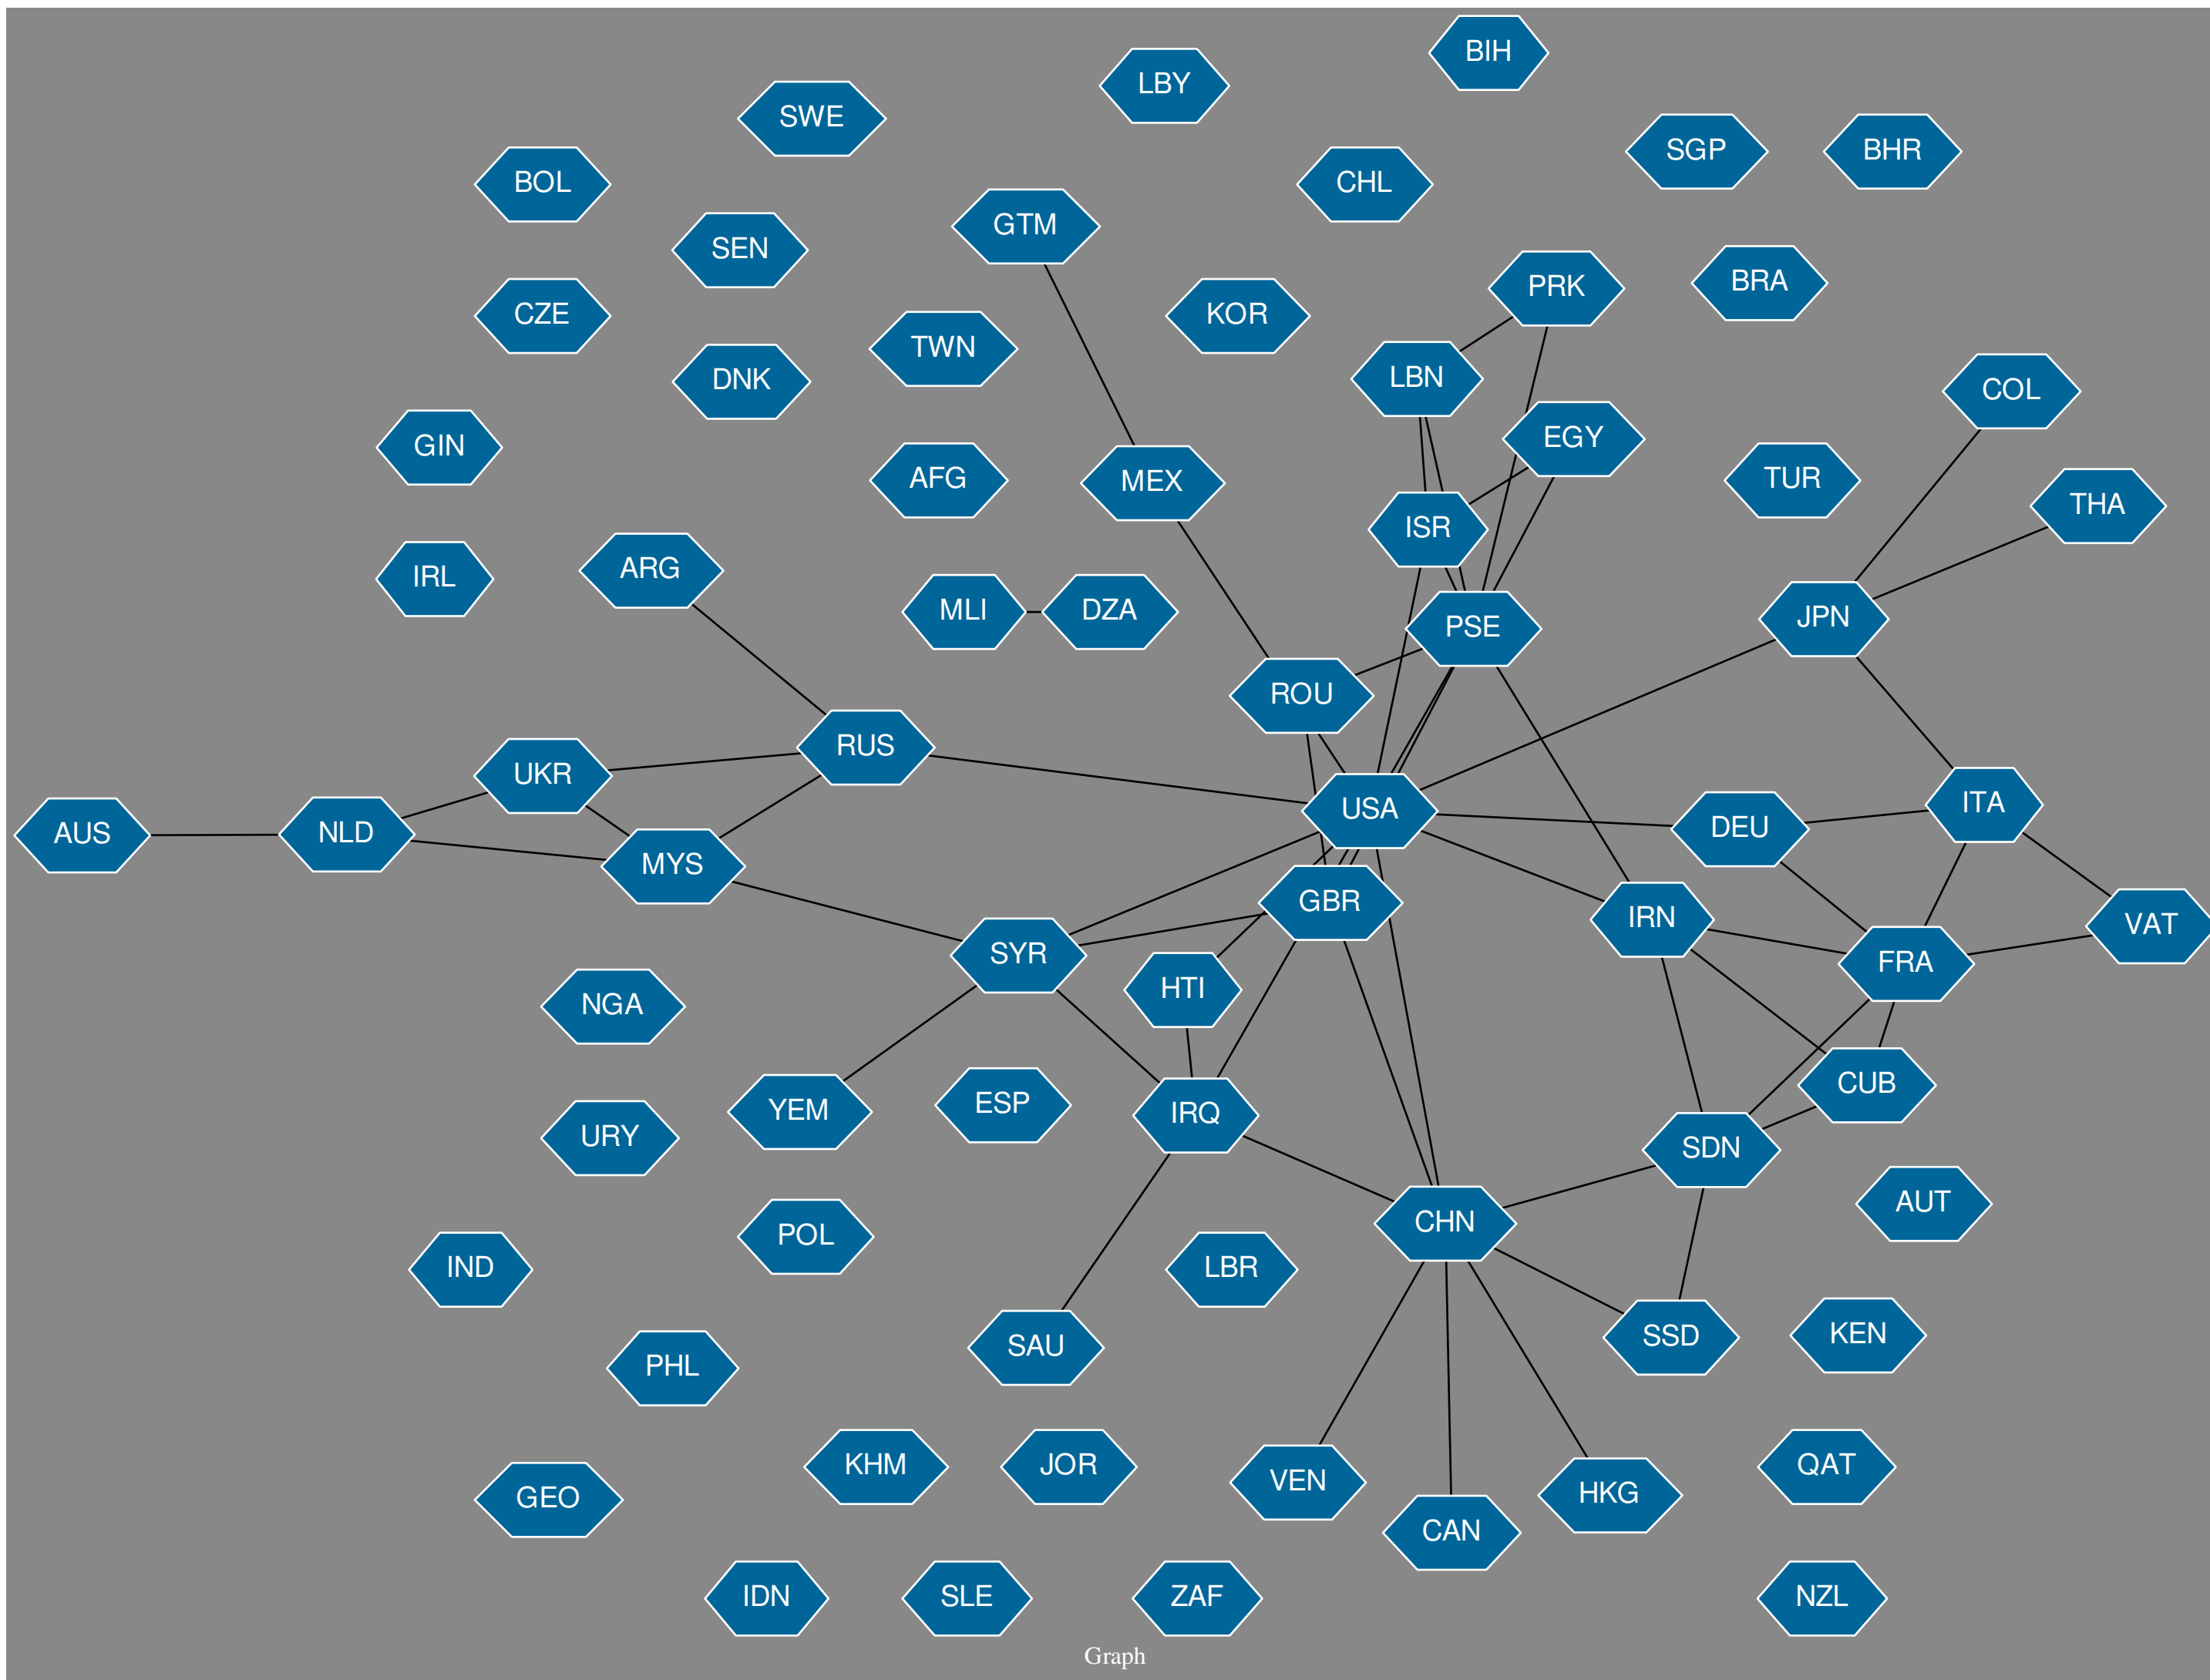 BIH
LBY
SWE
SGP
BHR
BOL
CHL
GTM
SEN
PRK
BRA
CZE
KOR
TWN
LBN
DNK
COL
EGY
GIN
AFG
MEX
TUR
THA
ISR
ARG
IRL
MLI
DZA
JPN
PSE
ROU
RUS
UKR
USA
ITA
DEU
AUS
NLD
MYS
GBR
IRN
VAT
SYR
FRA
HTI
NGA
CUB
YEM
ESP
IRQ
URY
SDN
AUT
POL
CHN
IND
LBR
SAU
SSD
KEN
PHL
KHM
JOR
VEN
QAT
GEO
HKG
CAN
IDN
SLE
ZAF
NZL
Graph